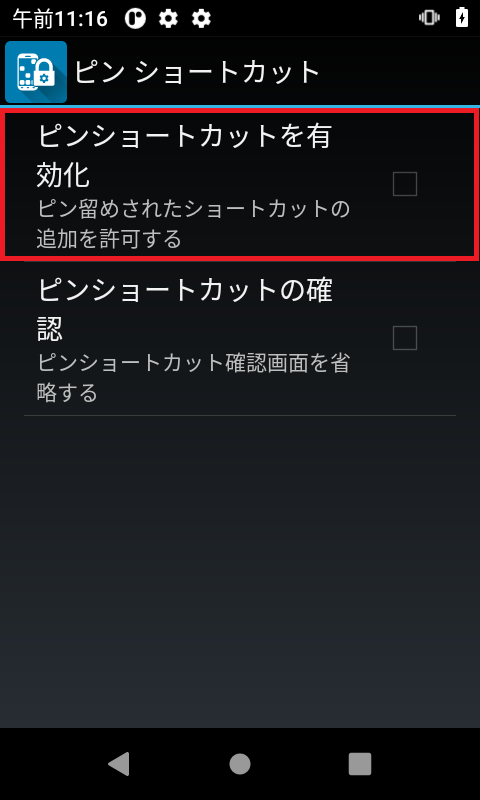 午前11:16
ピン ショートカット
ピンショートカットを有
効化
ピン留めされたショートカットの
追加を許可する
ピンショートカットの確
認
ピンショートカット確認画面を省
略する